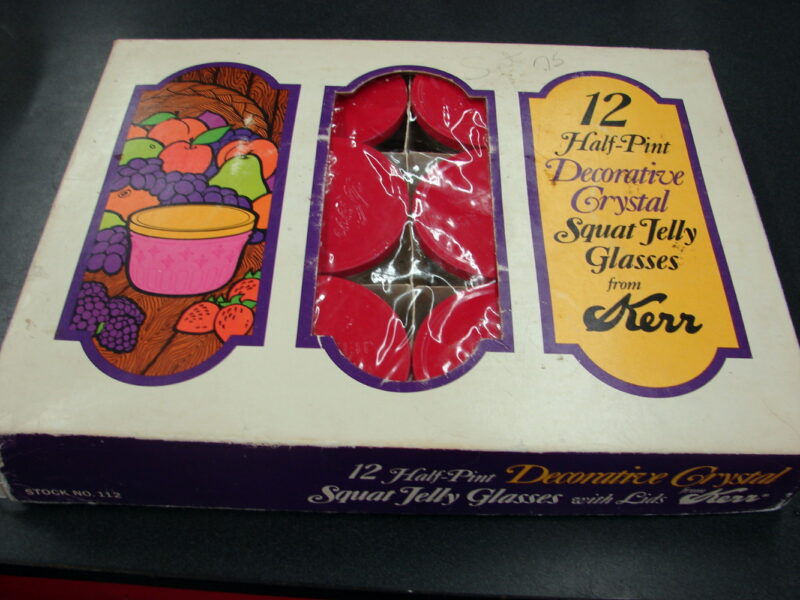 12
Half-Pint
Decorative
Crystal
Squat Jelly
Glasses
from
Kerr
12 Half-Pint Decorative Crystal
Squat Jelly Glasses with Lids from Kerr
STOCK NO. 112